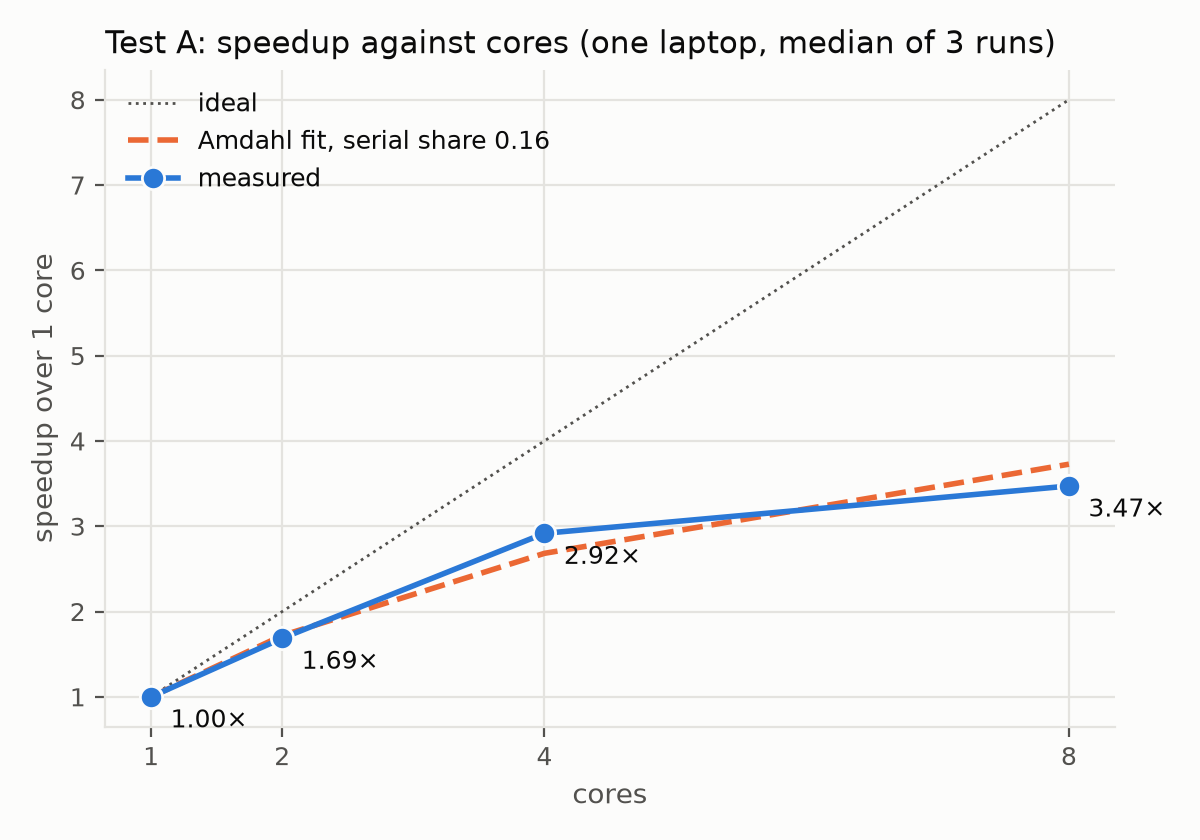 Test A: speedup against cores (one laptop, median of 3 runs)
ideal
Amdahl fit, serial share 0.16
measured
speedup over 1 core
8
7
6
5
4
3
2
1
1.00×
1.69×
2.92×
3.47×
1 2 4 8
cores